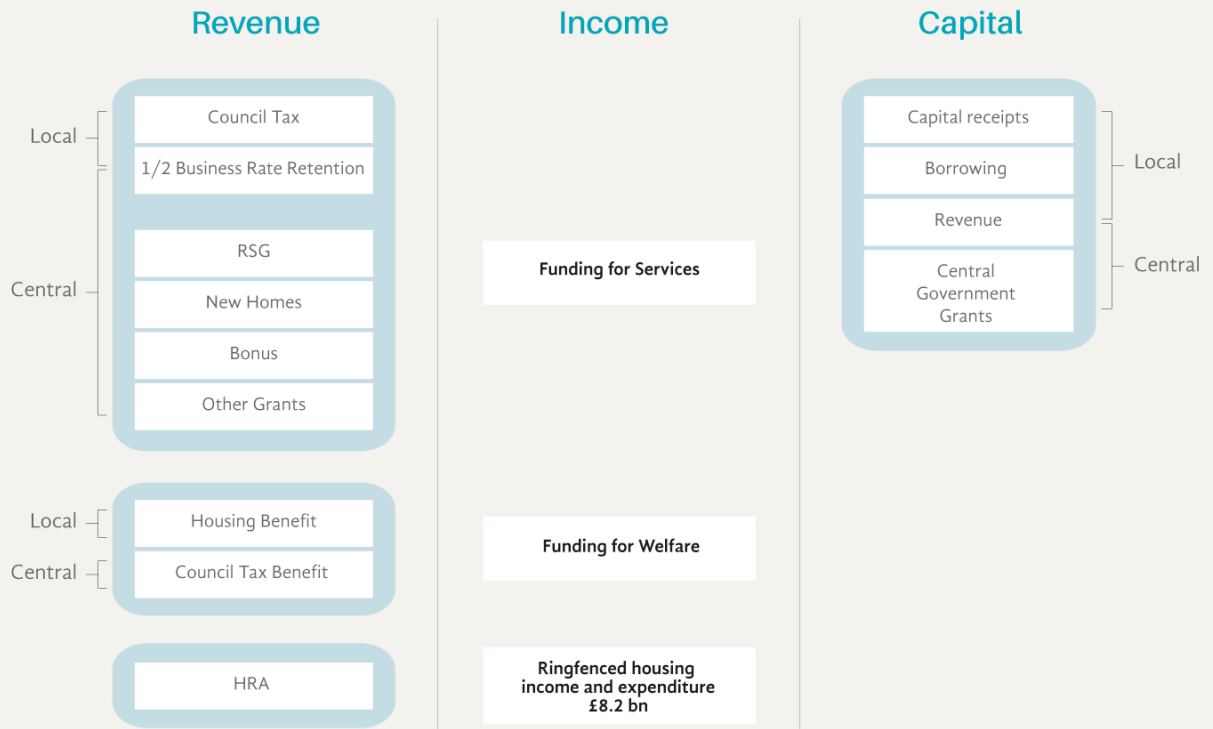 Revenue
Income
Capital
Local
Council Tax
1/2 Business Rate Retention
Central
RSG
New Homes
Bonus
Other Grants
Funding for Services
Capital receipts
Borrowing
Revenue
Central
Government
Grants
Local
Central
Local
Housing Benefit
Central
Council Tax Benefit
Funding for Welfare
HRA
Ringfenced housing
income and expenditure
£8.2 bn